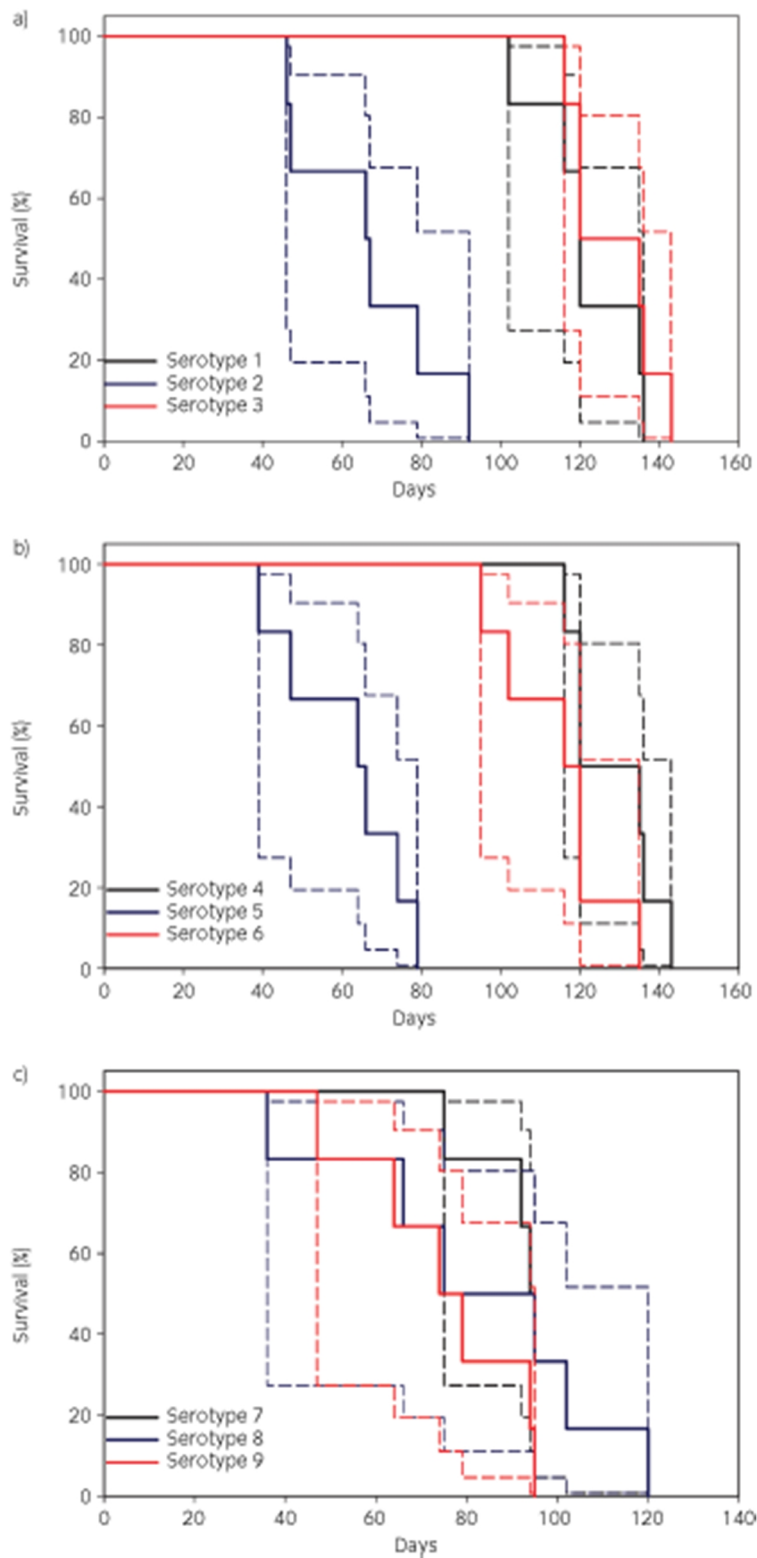 a)
100
80
60
40
20
0
Survival (%)
Serotype 1
Serotype 2
Serotype 3
0 20 40 60 80 100 120 140 160
Days
b)
100
80
60
40
20
0
Survival (%)
Serotype 4
Serotype 5
Serotype 6
0 20 40 60 80 100 120 140 160
Days
c)
100
80
60
40
20
0
Survival (%)
Serotype 7
Serotype 8
Serotype 9
0 20 40 60 80 100 120 140
Days